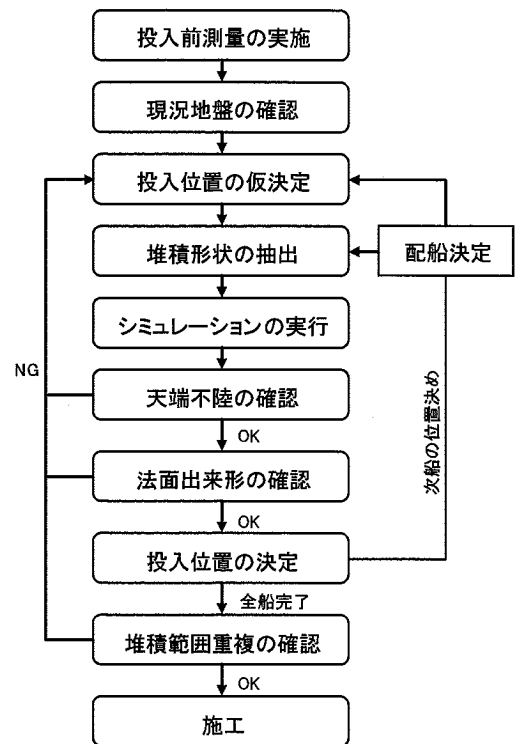 投入前測量の実施
現況地盤の確認
投入位置の仮決定
堆積形状の抽出
配船決定
シミュレーションの実行
NG
天端不陸の確認
次船の位置決め
OK
法面出来形の確認
OK
投入位置の決定
全船完了
堆積範囲重複の確認
OK
施工